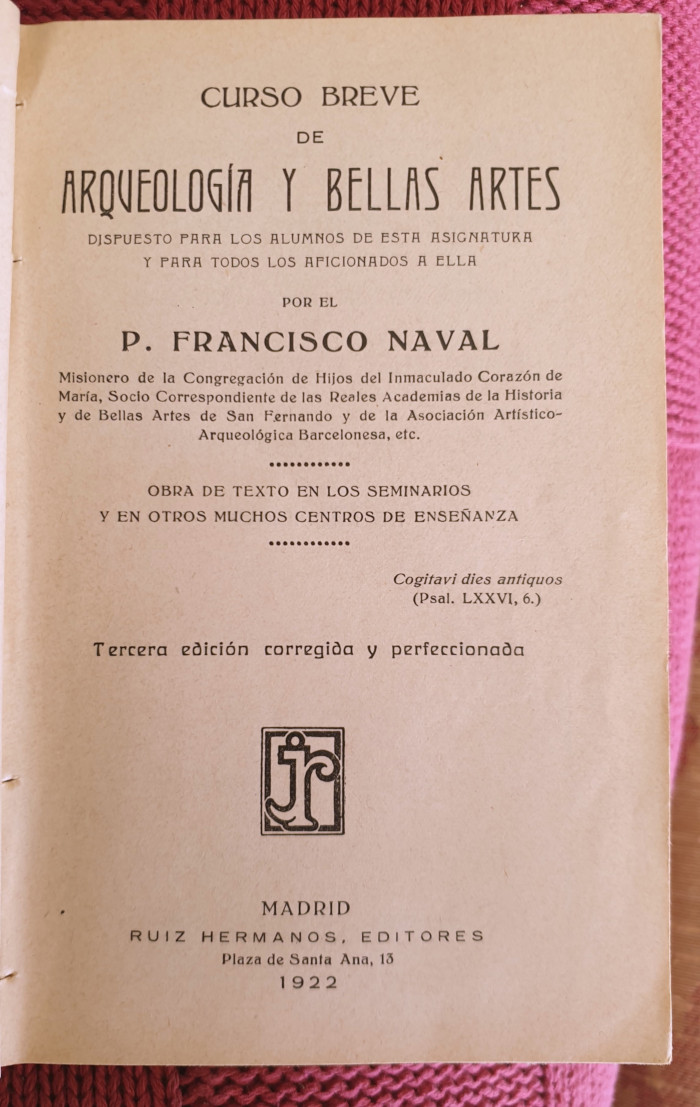 CURSO BREVE
DE
ARQUEOLOGÍA Y BELLAS ARTES
DISPUESTO PARA LOS ALUMNOS DE ESTA ASIGNATURA
Y PARA TODOS LOS AFICIONADOS A ELLA
POR EL
P. FRANCISCO NAVAL
Misionero de la Congregación de Hijos del Inmaculado Corazón de
María, Socio Correspondiente de las Reales Academias de la Historia
y de Bellas Artes de San Fernando y de la Asociación Artístico-
Arqueológica Barcelonesa, etc.
OBRA DE TEXTO EN LOS SEMINARIOS
Y EN OTROS MUCHOS CENTROS DE ENSEÑANZA
Cogitavi dies antiquos
(Psal. LXXVI, 6.)
Tercera edición corregida y perfeccionada
jr
MADRID
RUIZ HERMANOS, EDITORES
Plaza de Santa Ana, 13
1922